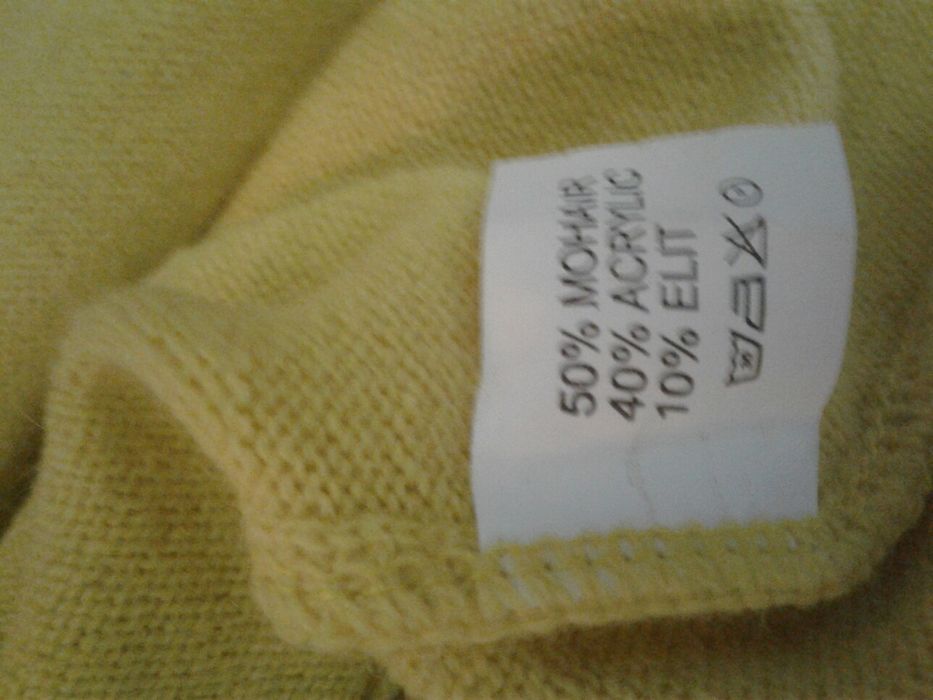 50% MOHAIR
40% ACRYLIC
10% ELIT